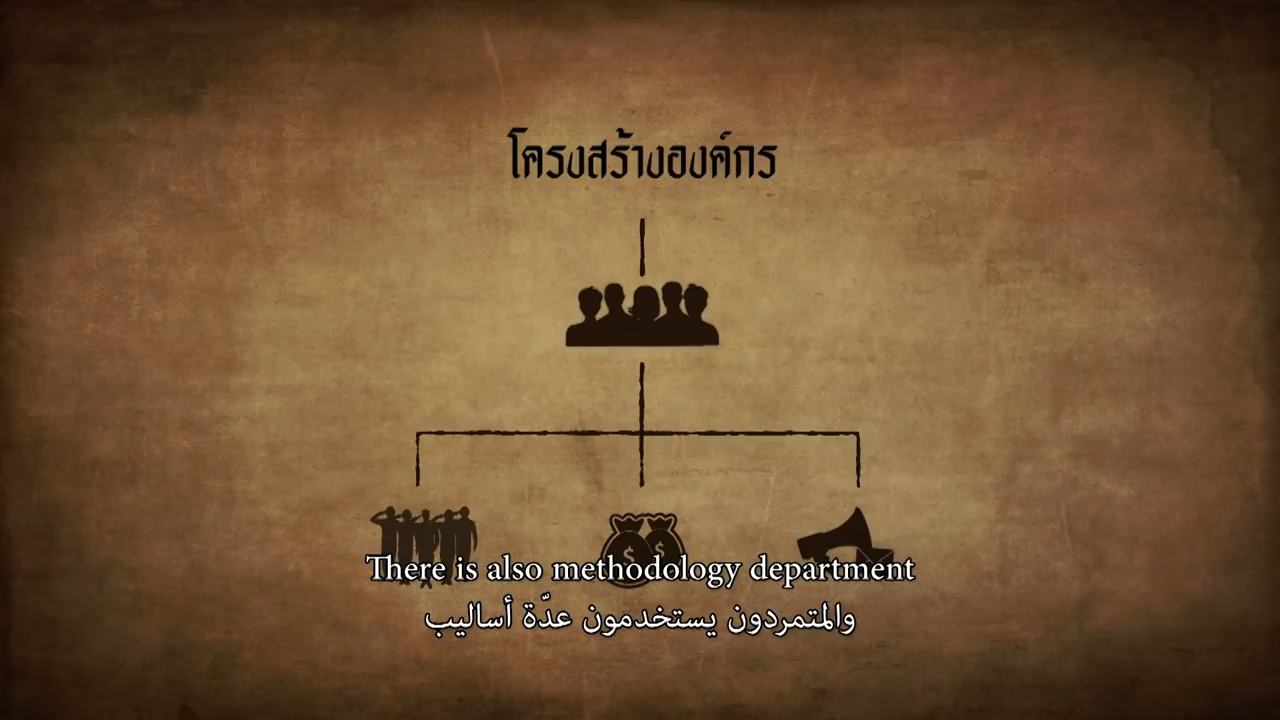 โครงสร้างองค์กร
There is also methodology department
والمتمردون يستخدمون عدّة أساليب